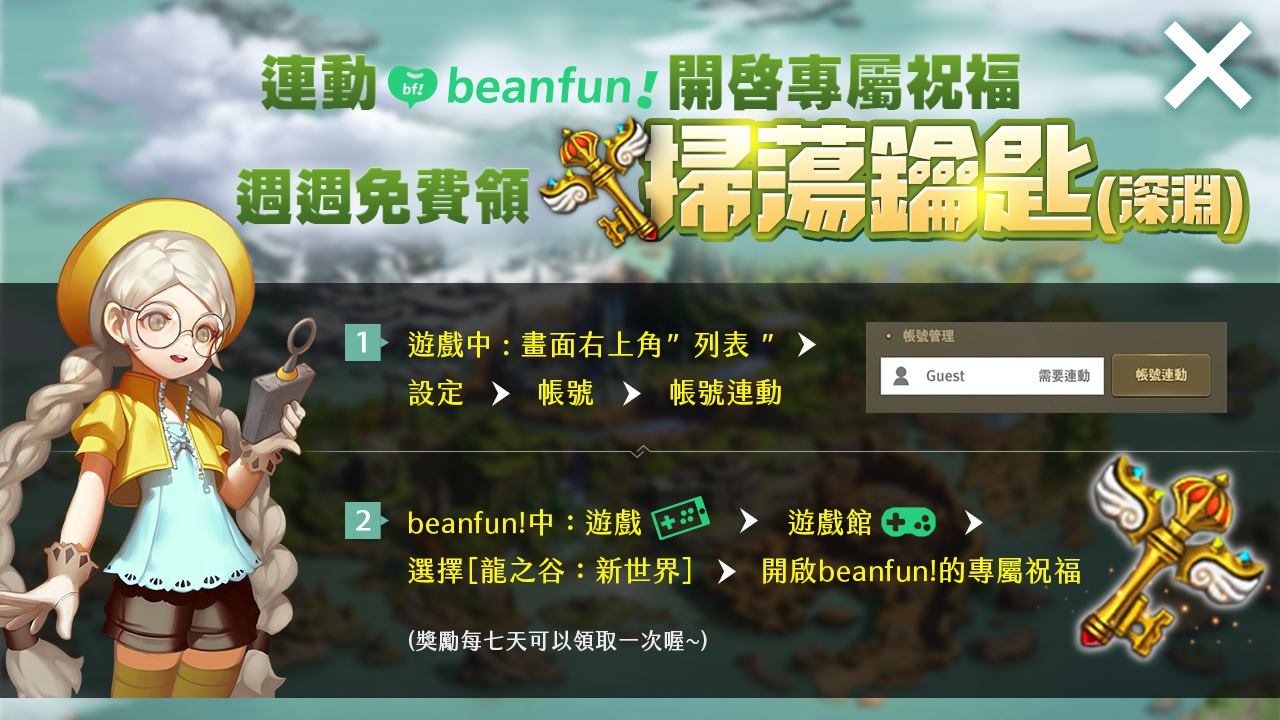 連動 bf! beanfun! 開啓專屬祝福
週週免費領 掃蕩鑰匙(深淵)
1 遊戲中：畫面右上角”列表 ”
設定 帳號 帳號連動
帳號管理
Guest 需要連動 帳號連動
2 beanfun!中：遊戲 遊戲館
選擇[龍之谷：新世界] 開啟beanfun!的專屬祝福
(獎勵每七天可以領取一次喔~)